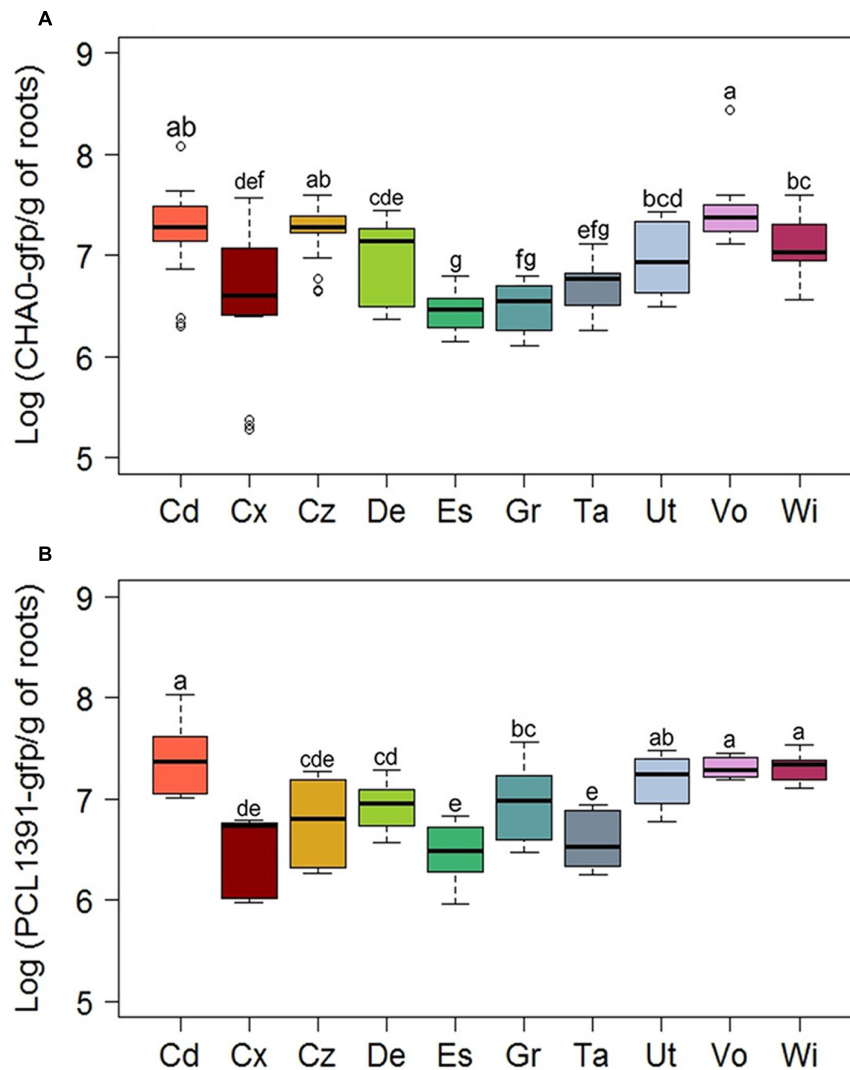 A
Log (CHA0-gfp/g of roots)
9
8
7
6
5
ab
def
ab
cde
g
fg
efg
bcd
a
bc
Cd Cx Cz De Es Gr Ta Ut Vo Wi
B
Log (PCL1391-gfp/g of roots)
9
8
7
6
5
a
de
cde
cd
e
bc
e
ab
a
a
Cd Cx Cz De Es Gr Ta Ut Vo Wi